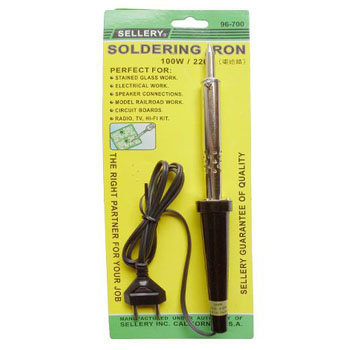 SELLERY®
96-700
SOLDERING IRON
100W / 22
PERFECT FOR:
STAINED GLASS WORK.
ELECTRICAL WORK.
SPEAKER CONNECTIONS.
MODEL RAILROAD WORK.
CIRCUIT BOARDS.
RADIO, TV, HI-FI KIT.
THE RIGHT PARTNER FOR YOUR JOB
SELLERY GUARANTEE OF QUALITY
MANUFACTURED UNDER AUTHORITY OF
SELLERY INC. CALIFORN S.A.